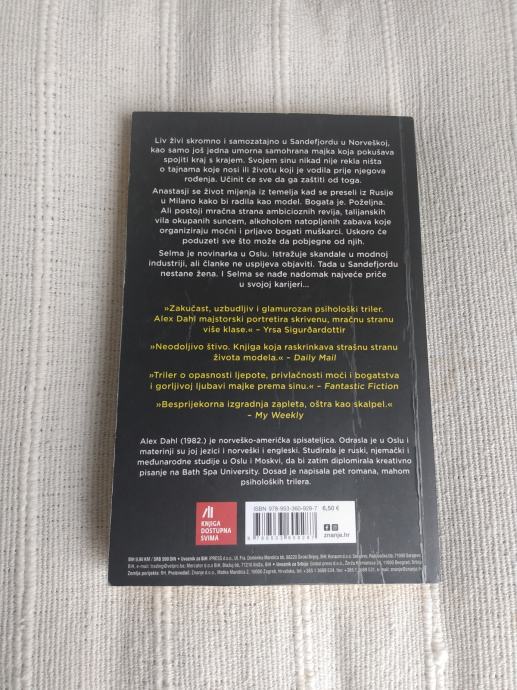 Liv živi skromno i samozatajno u Sandefjordu u Norveškoj,
kao samo još jedna umorna samohrana majka koja pokušava
spojiti kraj s krajem. Svojem sinu nikad nije rekla ništa
o tajnama koje nosi ili životu koji je vodila prije njegova
rođenja. Učinit će sve da ga zaštiti od toga.
Anastasji se život mijenja iz temelja kad se preseli iz Rusije
u Milano kako bi radila kao model. Bogata je. Poželjna.
Ali postoji mračna strana ambicioznih revija, talijanskih
vila okupanih suncem, alkoholom natopljenih zabava koje
organiziraju moćni i prljavo bogati muškarci. Uskoro će
poduzeti sve što može da pobjegne od njih.
Selma je novinarka u Oslu. Istražuje skandale u modnoj
industriji, ali članke ne uspijeva objaviti. Tada u Sandefjordu
nestane žena. I Selma se nađe nadomak najveće priče
u svojoj karijeri...
»Zakučast, uzbudljiv i glamurozan psihološki triler.
Alex Dahl majstorski portretira skrivenu, mračnu stranu
više klase.« – Yrsa Sigurðardottir
»Neodoljivo štivo. Knjiga koja raskrinkava strašnu stranu
života modela.« – Daily Mail
»Triler o opasnosti ljepote, privlačnosti moći i bogatstva
i gorljivoj ljubavi majke prema sinu.« – Fantastic Fiction
»Besprijekorna izgradnja zapleta, oštra kao skalpel.«
– My Weekly
Alex Dahl (1982.) je norveško-američka spisateljica. Odrasla je u Oslu i
materinji su joj jezici i norveški i engleski. Studirala je ruski, njemački i
međunarodne studije u Oslu i Moskvi, da bi zatim diplomirala kreativno
pisanje na Bath Spa University. Dosad je napisala pet romana, mahom
psiholoških trilera.
KNJIGA
DOSTUPNA
SVIMA
ISBN 978-953-360-928-7
6,50 €
znanje.hr